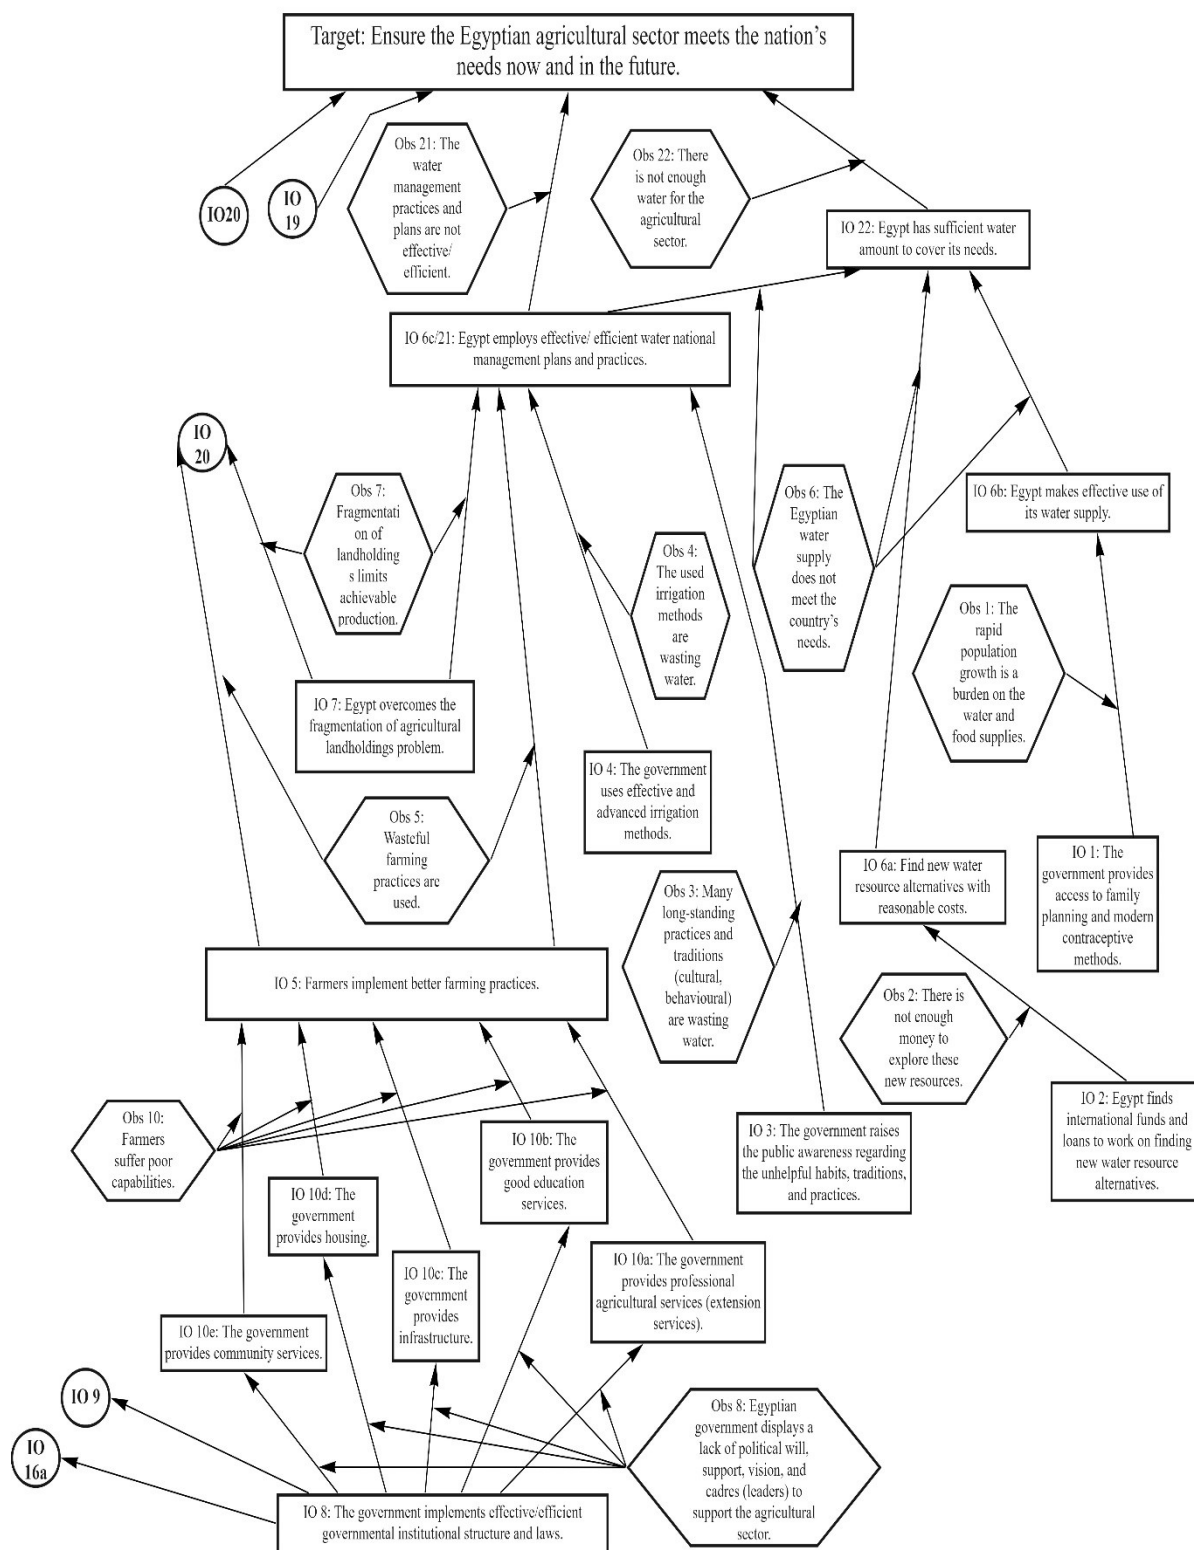 Target: Ensure the Egyptian agricultural sector meets the nation's
needs now and in the future.
Obs 21: The
water
management
practices and
plans are not
effective/
efficient.
Obs 22: There
is not enough
water for the
agricultural
sector.
IO20
IO
19
IO 22: Egypt has sufficient water
amount to cover its needs.
IO 6c/21: Egypt employs effective/ efficient water national
management plans and practices.
IO
20
Obs 7:
Fragmentati
on of
landholding
s limits
achievable
production.
Obs 4:
The used
irrigation
methods
are
wasting
water.
Obs 6: The
Egyptian
water
supply
does not
meet the
country's
needs.
IO 6b: Egypt makes effective use of
its water supply.
Obs 1: The
rapid
population
growth is a
burden on the
water and
food supplies.
IO 7: Egypt overcomes the
fragmentation of agricultural
landholdings problem.
IO 4: The government
uses effective and
advanced irrigation
methods.
Obs 5:
Wasteful
farming
practices are
used.
IO 6a: Find new water
resource alternatives with
reasonable costs.
IO 1: The
government provides
access to family
planning and modern
contraceptive
methods.
Obs 3: Many
long-standing
practices and
traditions
(cultural,
behavioural)
are wasting
water.
IO 5: Farmers implement better farming practices.
Obs 2: There is
not enough
money to
explore these
new resources.
Obs 10:
Farmers
suffer poor
capabilities.
IO 10b: The
government provides
good education
services.
IO 3: The government raises
the public awareness regarding
the unhelpful habits, traditions,
and practices.
IO 2: Egypt finds
international funds and
loans to work on finding
new water resource
alternatives.
IO 10d: The
government
provides housing.
IO 10c: The
government
provides
infrastructure.
IO 10a: The government
provides professional
agricultural services (extension
services).
IO 10e: The government
provides community services.
IO 9
IO
16a
Obs 8: Egyptian
government displays a
lack of political will,
support, vision, and
cadres (leaders) to
support the agricultural
sector.
IO 8: The government implements effective/efficient
governmental institutional structure and laws.